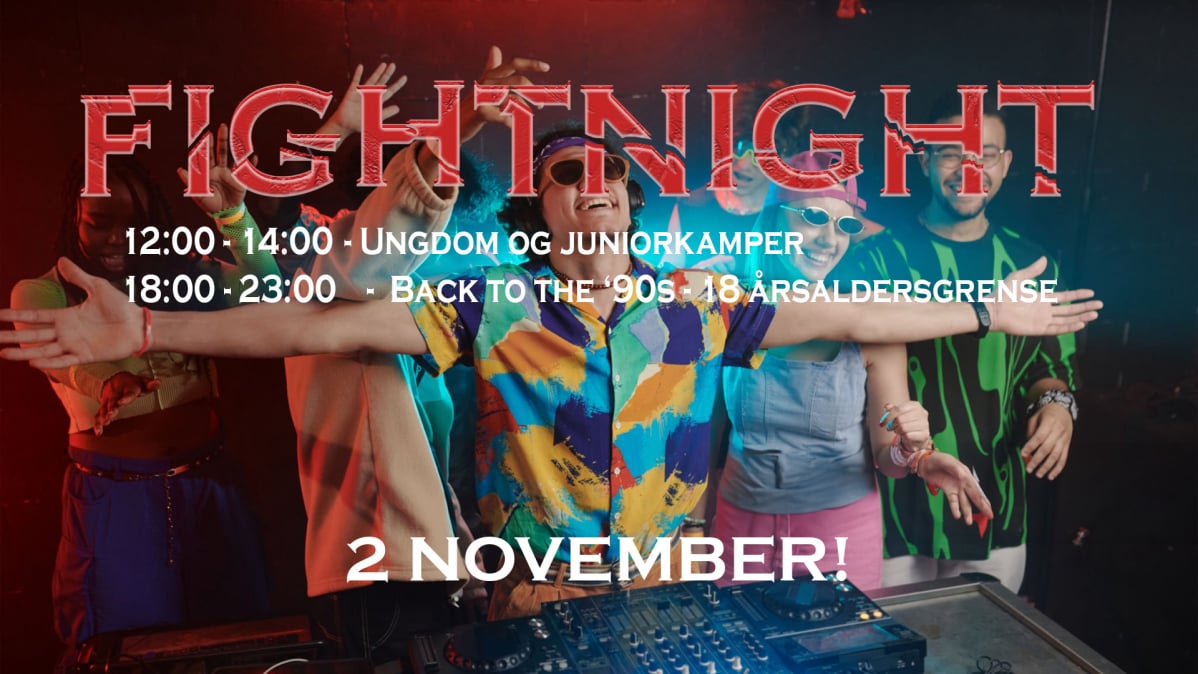 FIGHTNIGHT
12:00 - 14:00 - UNGDOM OG JUNIORKAMPER
18:00 - 23:00 - BACK TO THE ‘90S - 18 ÅRSALDERSGRENSE
2 NOVEMBER!